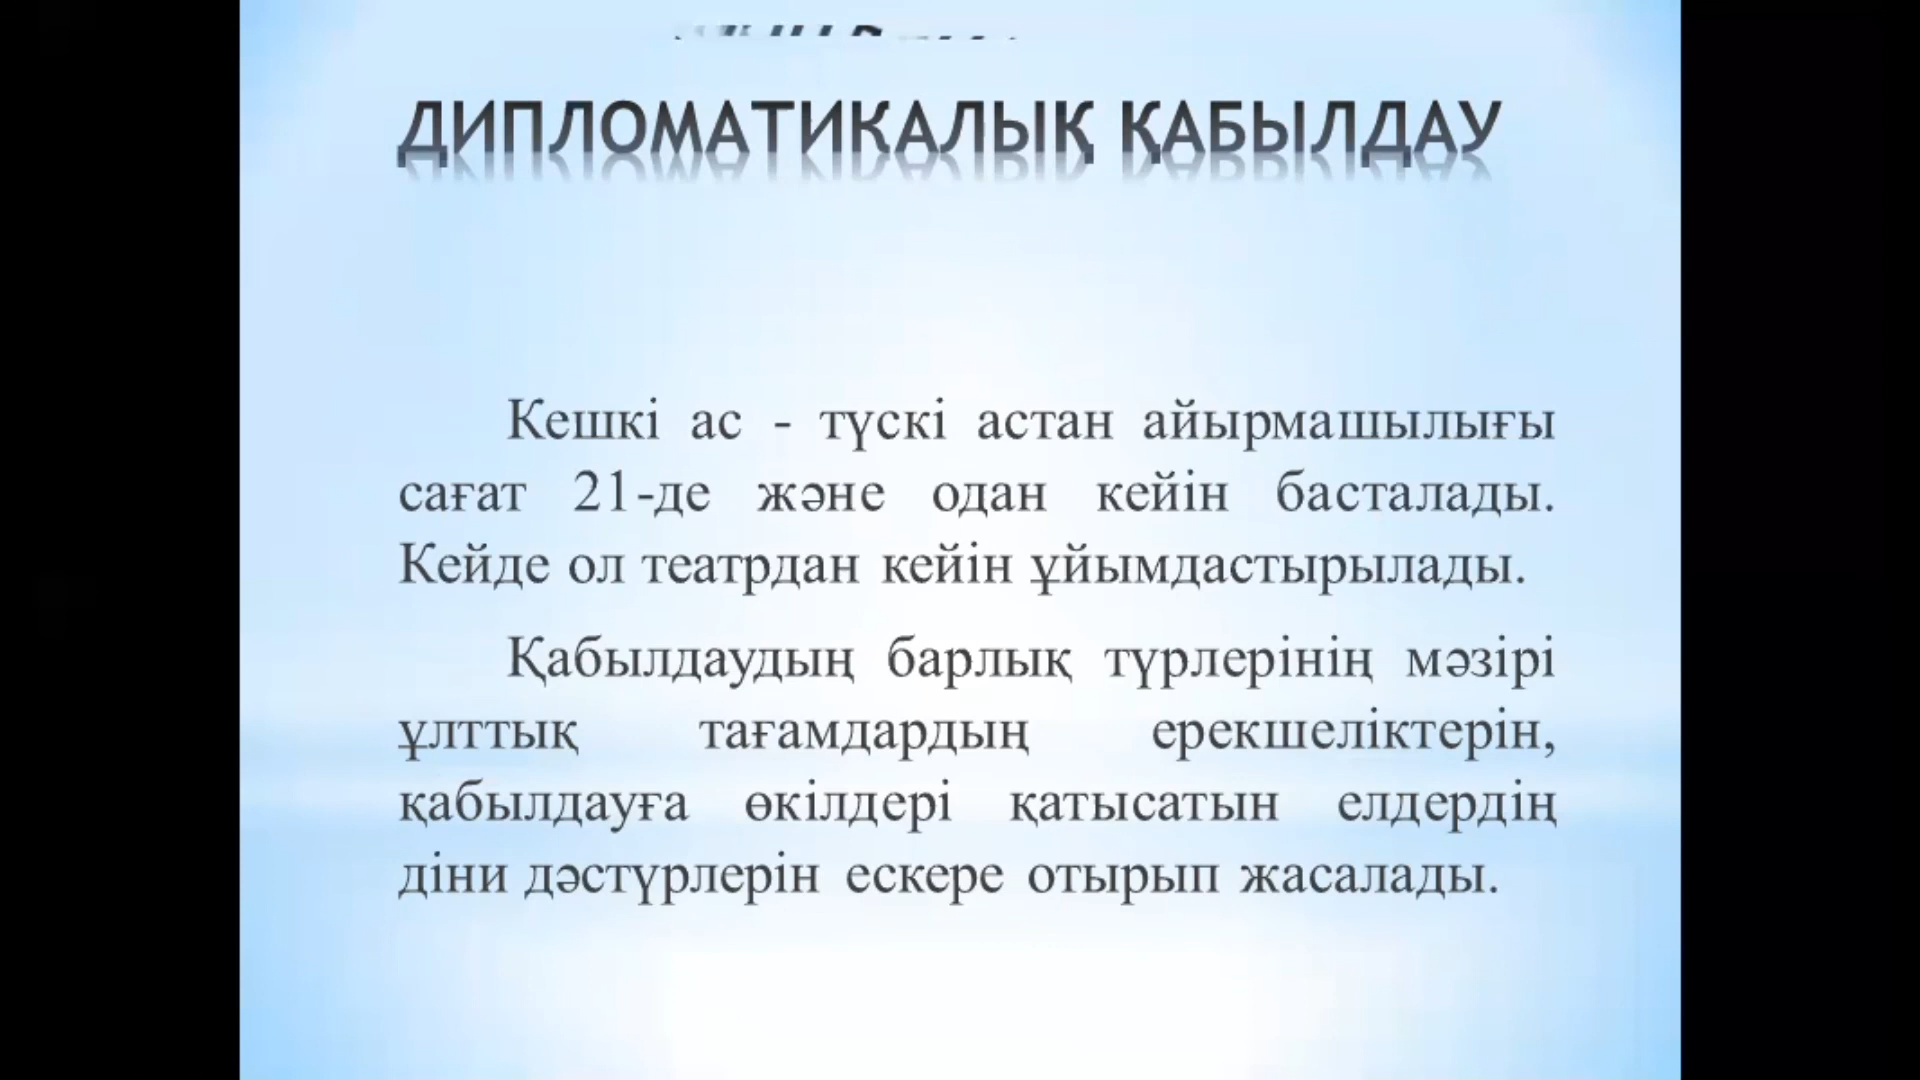 ДИПЛОМАТИКАЛЫҚ ҚАБЫЛДАУ
Кешкі ас - түскі астан айырмашылығы
сағат 21-де және одан кейін басталады.
Кейде ол театрдан кейін ұйымдастырылады.
Қабылдаудың барлық түрлерінің мәзірі
ұлттық тағамдардың ерекшеліктерін,
қабылдауға өкілдері қатысатын елдердің
діни дәстүрлерін ескере отырып жасалады.